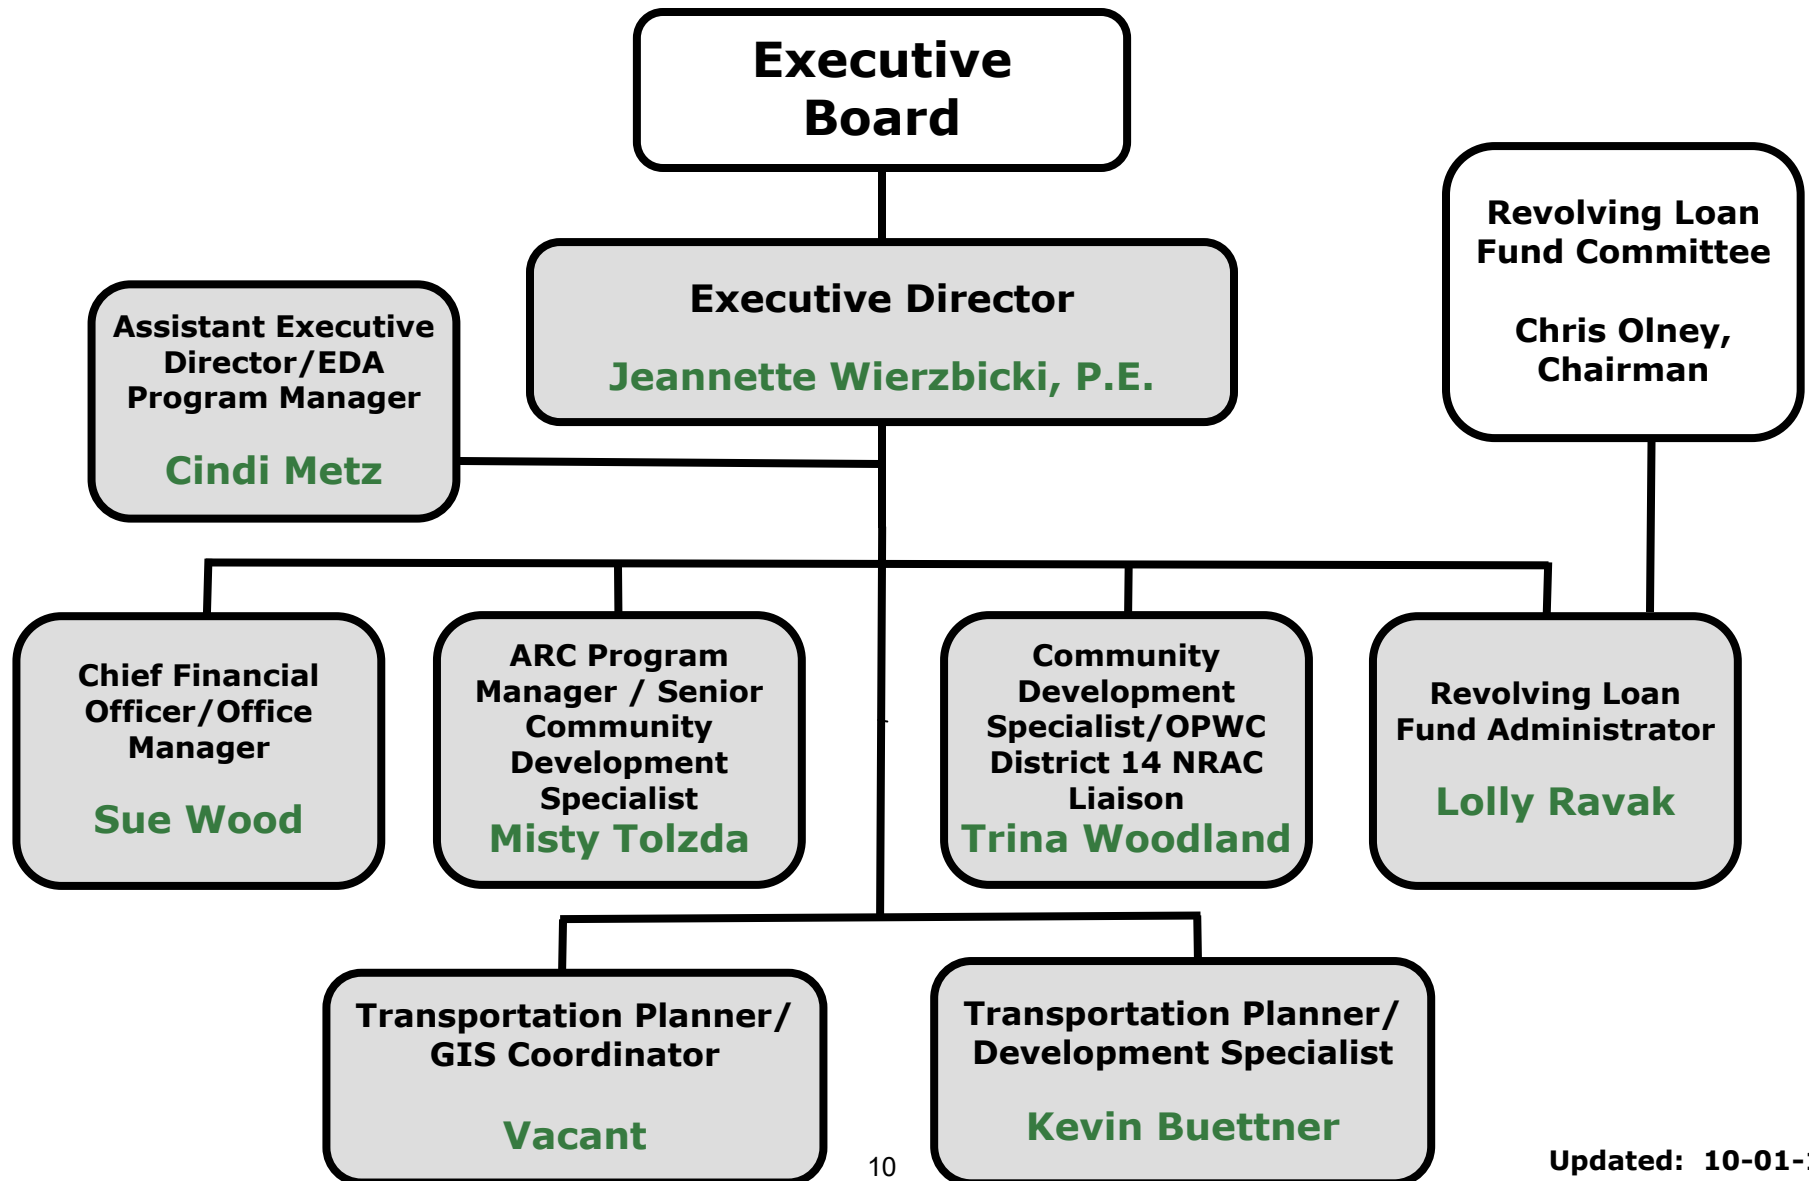 Executive
Board
Revolving Loan
Fund Committee
Chris Olney,
Chairman
Executive Director
Jeannette Wierzbicki, P.E.
Assistant Executive
Director/EDA
Program Manager
Cindi Metz
Chief Financial
Officer/Office
Manager
Sue Wood
ARC Program
Manager / Senior
Community
Development
Specialist
Misty Tolzda
Community
Development
Specialist/OPWC
District 14 NRAC
Liaison
Trina Woodland
Revolving Loan
Fund Administrator
Lolly Ravak
Transportation Planner/
GIS Coordinator
Vacant
Transportation Planner/
Development Specialist
Kevin Buettner
10
Updated: 10-01-